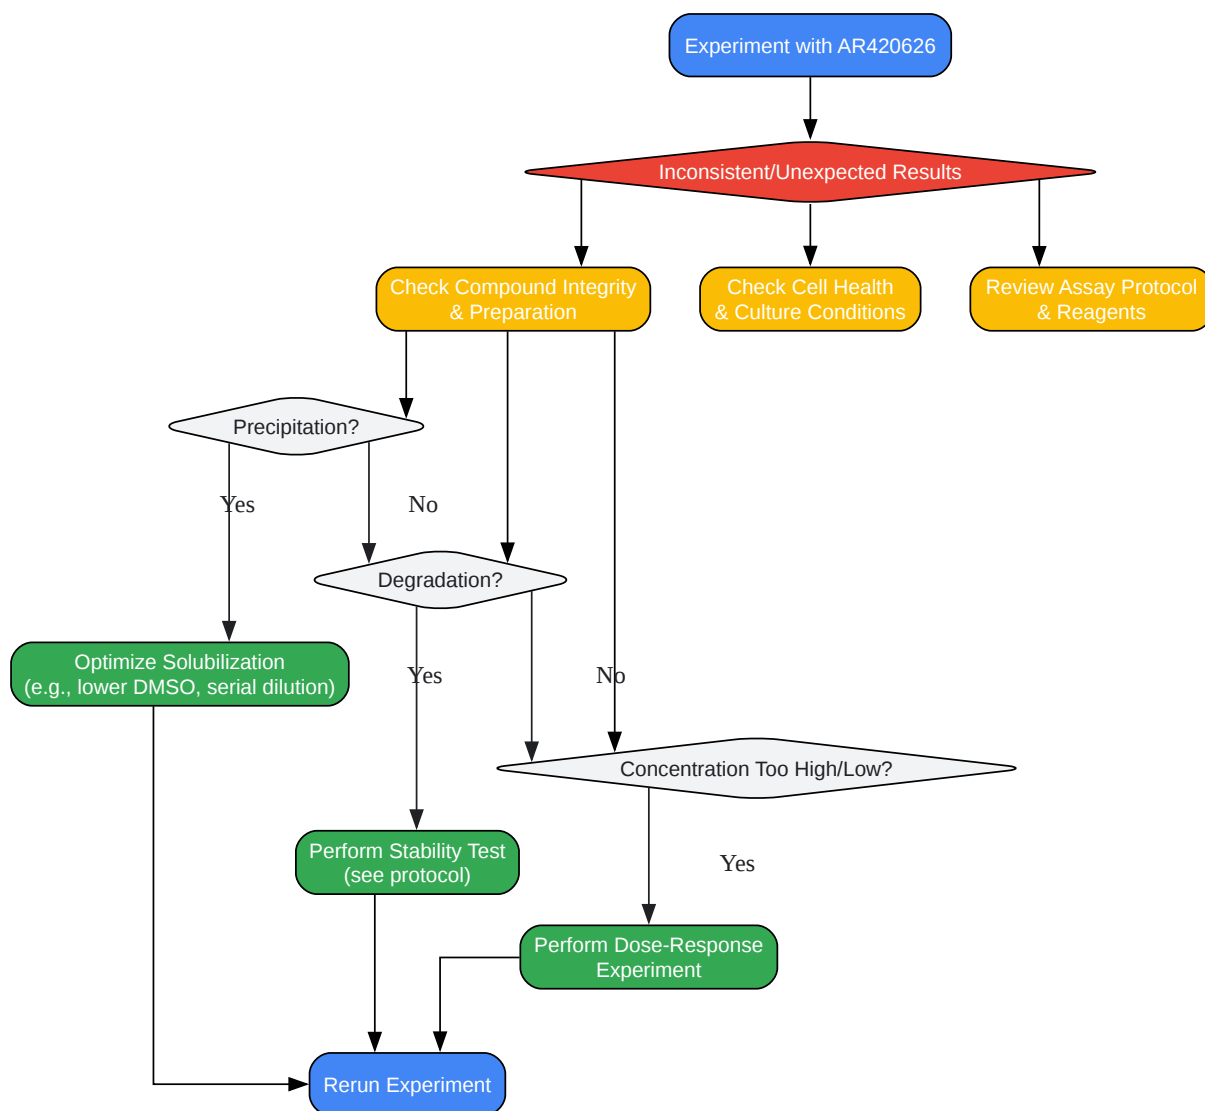 Experiment with AR420626
Inconsistent/Unexpected Results
Check Compound Integrity
& Preparation
Check Cell Health
& Culture Conditions
Review Assay Protocol
& Reagents
Precipitation?
Yes
No
Degradation?
Optimize Solubilization
(e.g., lower DMSO, serial dilution)
Yes
No
Concentration Too High/Low?
Perform Stability Test
(see protocol)
Yes
Perform Dose-Response
Experiment
Rerun Experiment